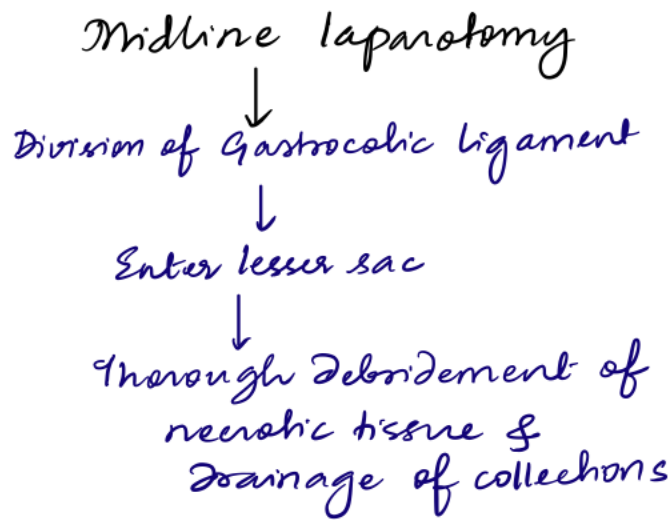 Midline laparotomy
Division of Gastrocolic ligament
Enter lesser sac
Thorough debridement of
necrotic tissue &
drainage of collections